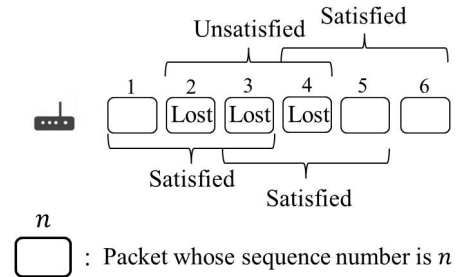 Satisfied
Unsatisfied
1 2 3 4 5 6
Lost Lost Lost
Satisfied
Satisfied
n
: Packet whose sequence number is n